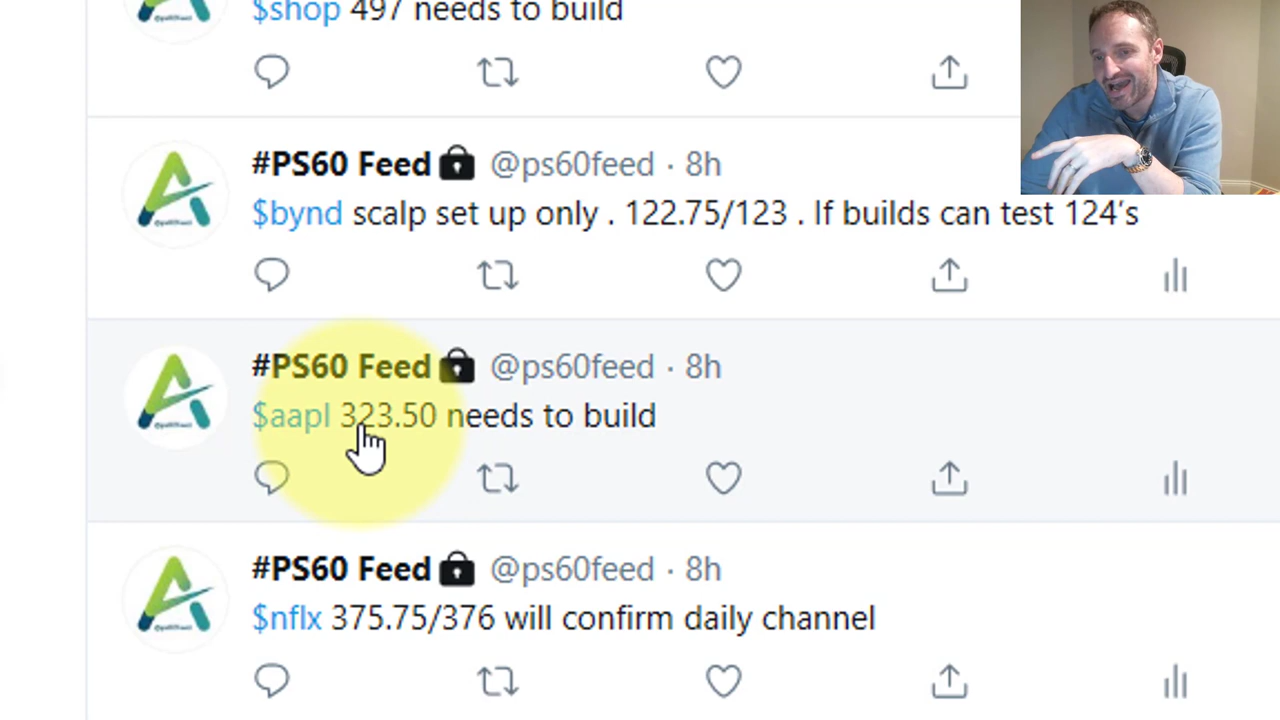 $shop 497 needs to build
#PS60 Feed @ps60feed · 8h
$bynd scalp set up only . 122.75/123 . If builds can test 124’s
#PS60 Feed @ps60feed · 8h
$aapl 323.50 needs to build
#PS60 Feed @ps60feed · 8h
$nflx 375.75/376 will confirm daily channel